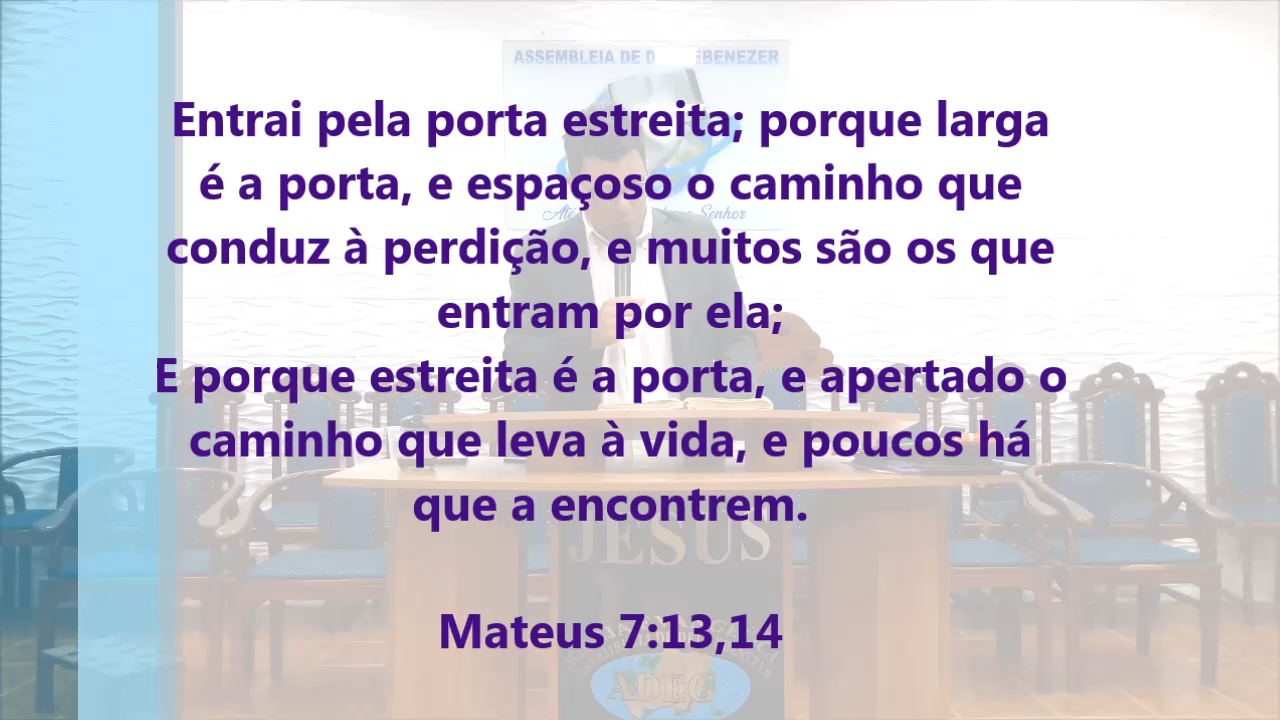 ASSEMBLEIA DE D EBENEZER
Entrai pela porta estreita; porque larga
é a porta, e espaçoso o caminho que
Até Senhor
conduz à perdição, e muitos são os que
entram por ela;
E porque estreita é a porta, e apertado o
caminho que leva à vida, e poucos há
que a encontrem.
JESUS
Mateus 7:13,14
ADEG